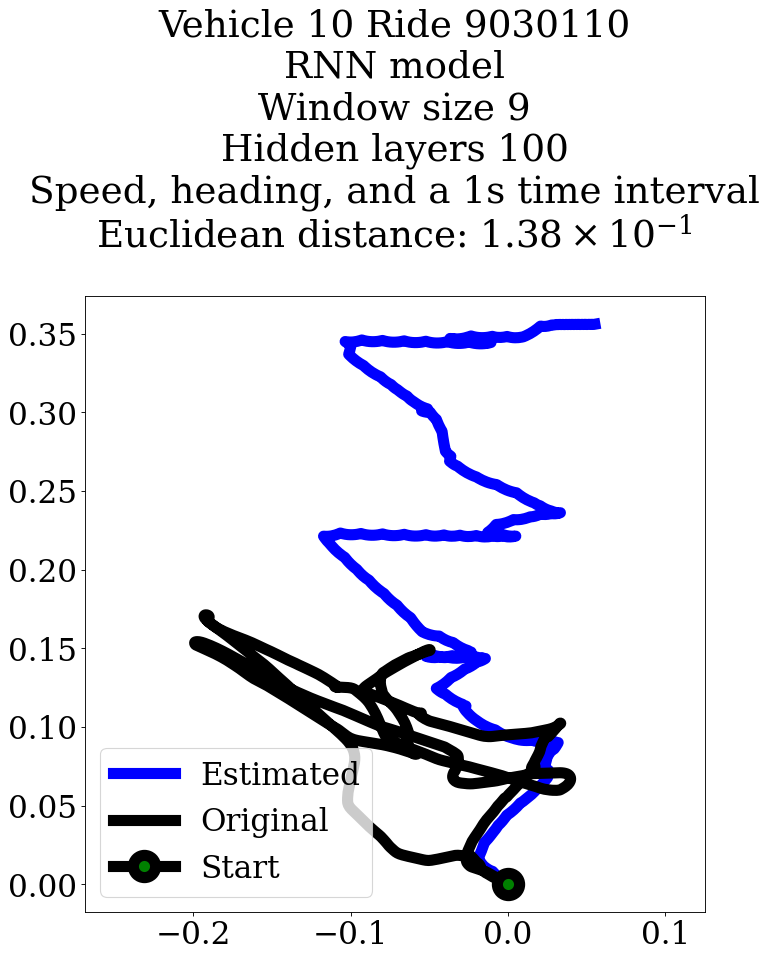 Vehicle 10 Ride 9030110
RNN model
Window size 9
Hidden layers 100
Speed, heading, and a 1s time interval
Euclidean distance: 1.38 × 10⁻¹
0.35
0.30
0.25
0.20
0.15
0.10
0.05
0.00
Estimated
Original
Start
−0.2 −0.1 0.0 0.1